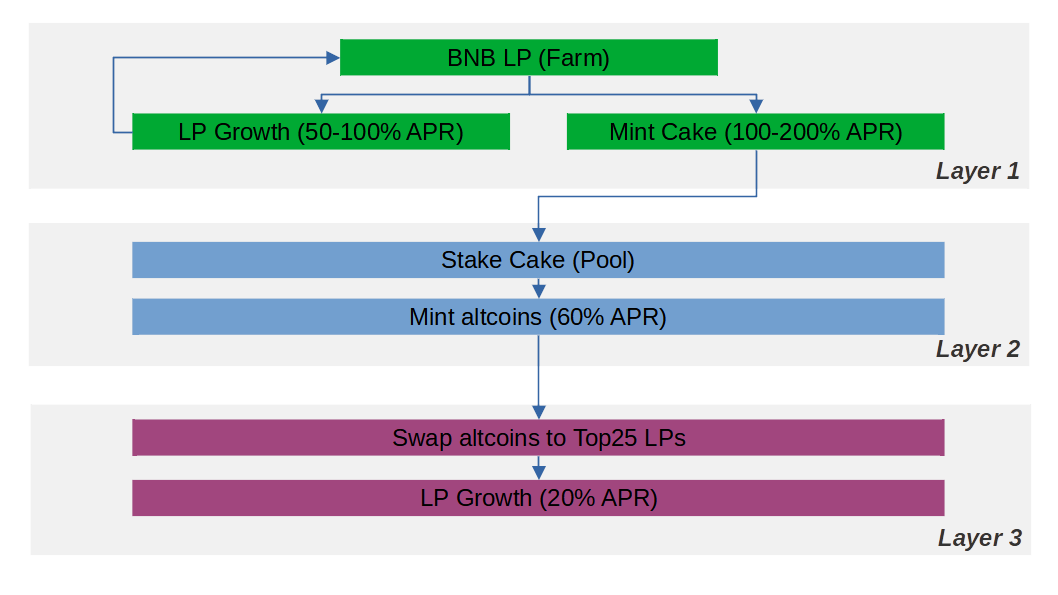 BNB LP (Farm)
LP Growth (50-100% APR)
Mint Cake (100-200% APR)
Layer 1
Stake Cake (Pool)
Mint altcoins (60% APR)
Layer 2
Swap altcoins to Top25 LPs
LP Growth (20% APR)
Layer 3